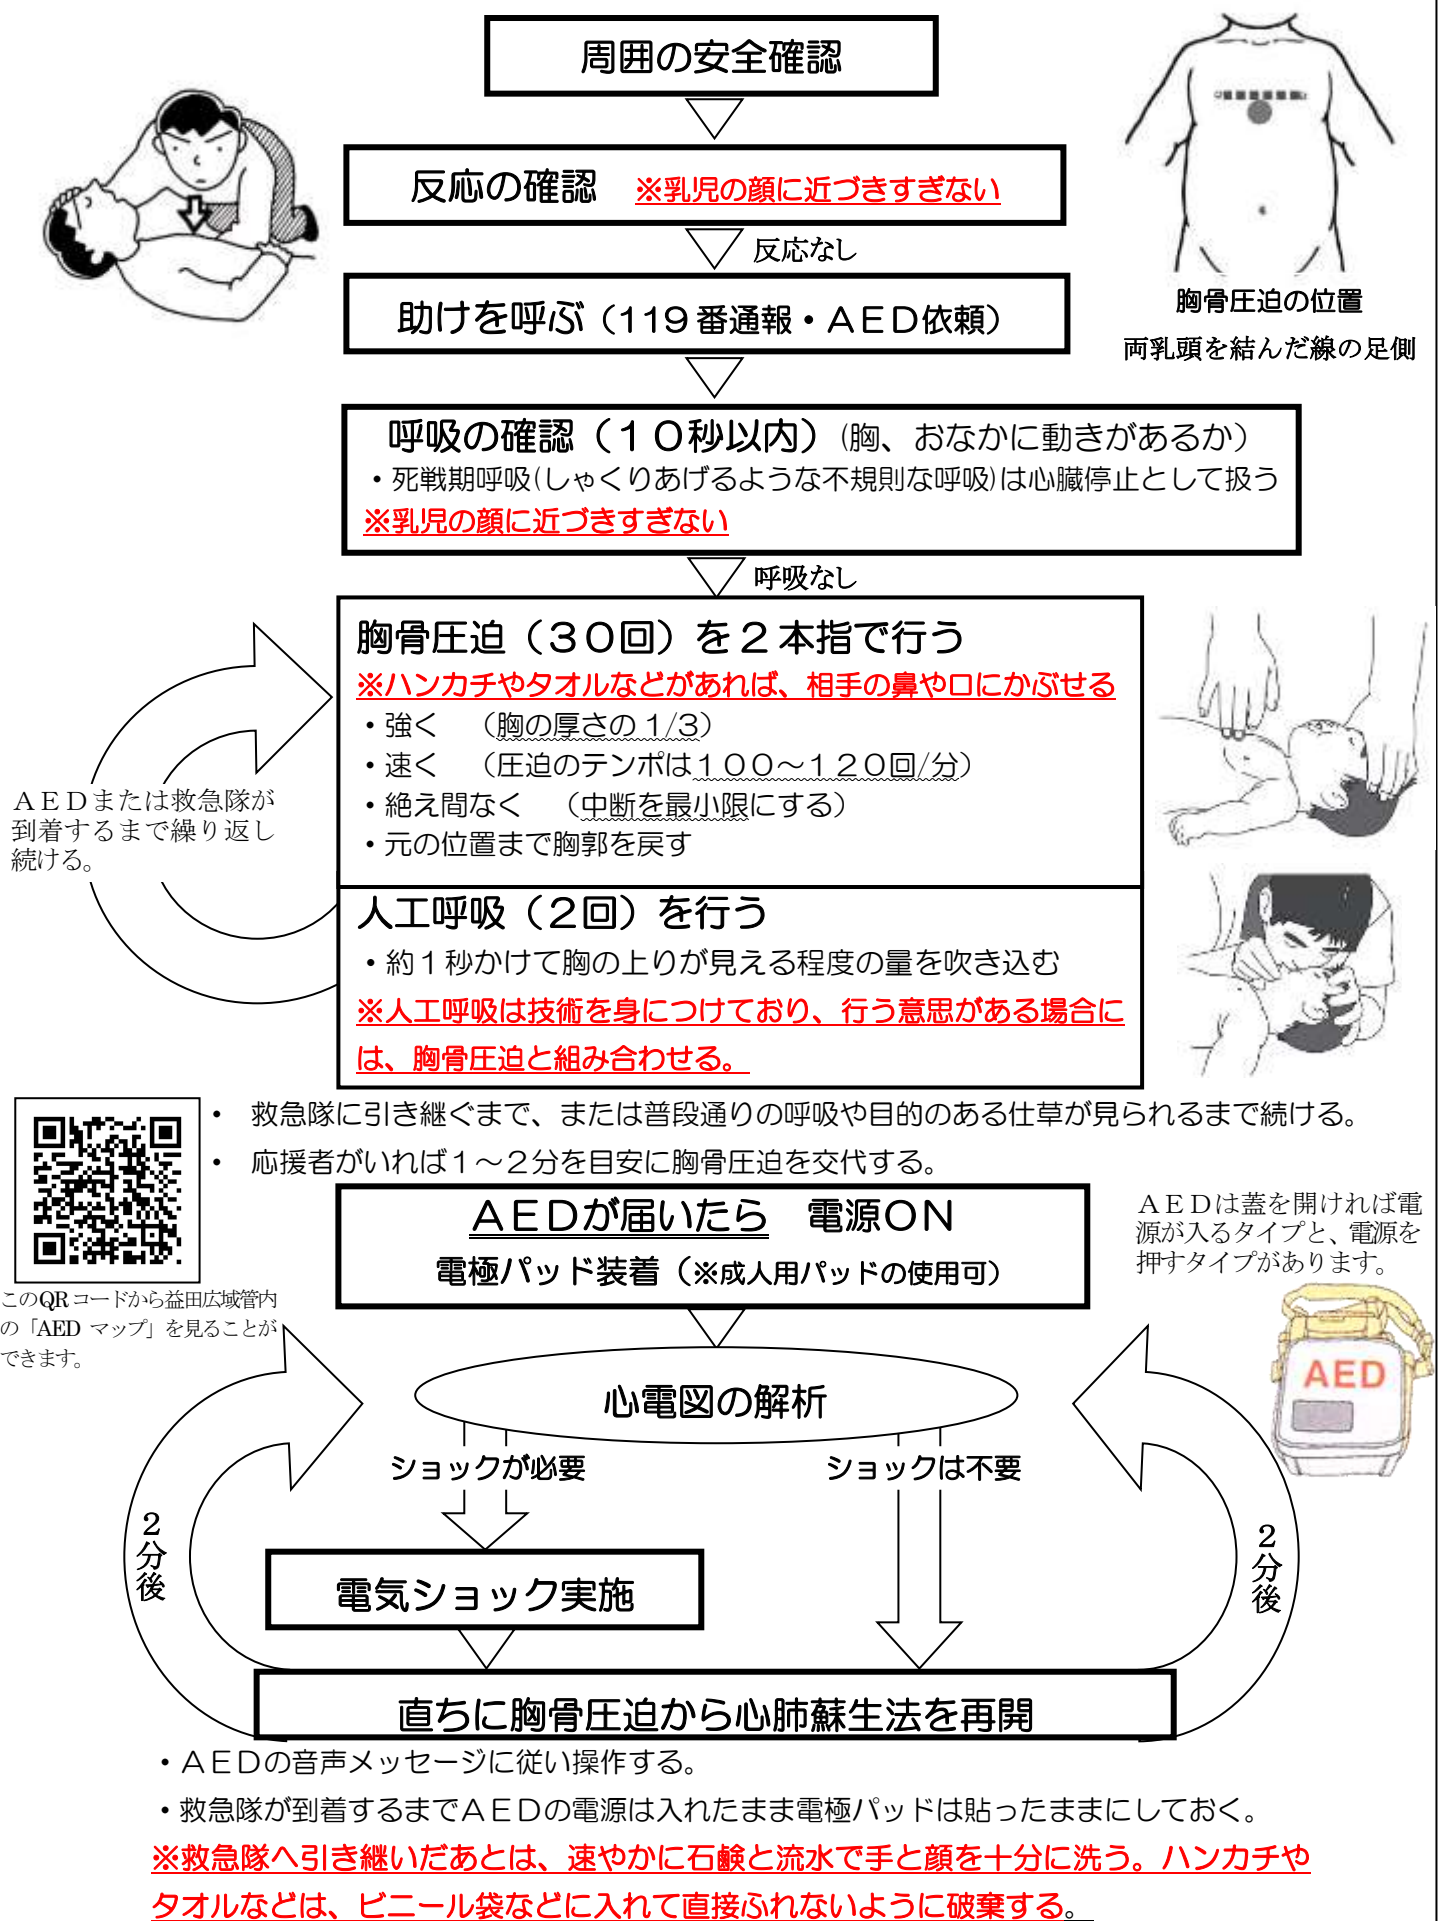 周囲の安全確認
反応の確認　※乳児の顔に近づきすぎない
反応なし
助けを呼ぶ（119番通報・ＡＥＤ依頼）
胸骨圧迫の位置
両乳頭を結んだ線の足側
呼吸の確認（１０秒以内）（胸、おなかに動きがあるか）
・死戦期呼吸(しゃくりあげるような不規則な呼吸)は心臓停止として扱う
※乳児の顔に近づきすぎない
呼吸なし
胸骨圧迫（３０回）を２本指で行う
※ハンカチやタオルなどがあれば、相手の鼻や口にかぶせる
・強く　（胸の厚さの1/3）
・速く　（圧迫のテンポは１００～１２０回/分）
・絶え間なく　（中断を最小限にする）
・元の位置まで胸郭を戻す
ＡＥＤまたは救急隊が
到着するまで繰り返し
続ける。
人工呼吸（２回）を行う
・約１秒かけて胸の上りが見える程度の量を吹き込む
※人工呼吸は技術を身につけており、行う意思がある場合に
は、胸骨圧迫と組み合わせる。
・　救急隊に引き継ぐまで、または普段通りの呼吸や目的のある仕草が見られるまで続ける。
・　応援者がいれば１～２分を目安に胸骨圧迫を交代する。
ＡＥＤが届いたら　電源ＯＮ
電極パッド装着（※成人用パッドの使用可）
ＡＥＤは蓋を開ければ電
源が入るタイプと、電源を
押すタイプがあります。
このQRコードから益田広域管内
の「AED マップ」を見ることが
できます。
AED
心電図の解析
ショックが必要
ショックは不要
２分後
２分後
電気ショック実施
直ちに胸骨圧迫から心肺蘇生法を再開
・ＡＥＤの音声メッセージに従い操作する。
・救急隊が到着するまでＡＥＤの電源は入れたまま電極パッドは貼ったままにしておく。
※救急隊へ引き継いだあとは、速やかに石鹸と流水で手と顔を十分に洗う。ハンカチや
タオルなどは、ビニール袋などに入れて直接ふれないように破棄する。